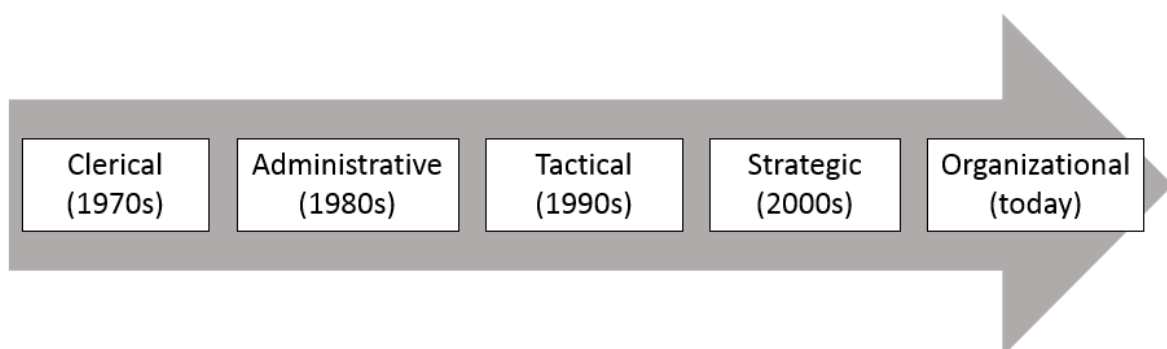 Clerical
(1970s)
Administrative
(1980s)
Tactical
(1990s)
Strategic
(2000s)
Organizational
(today)